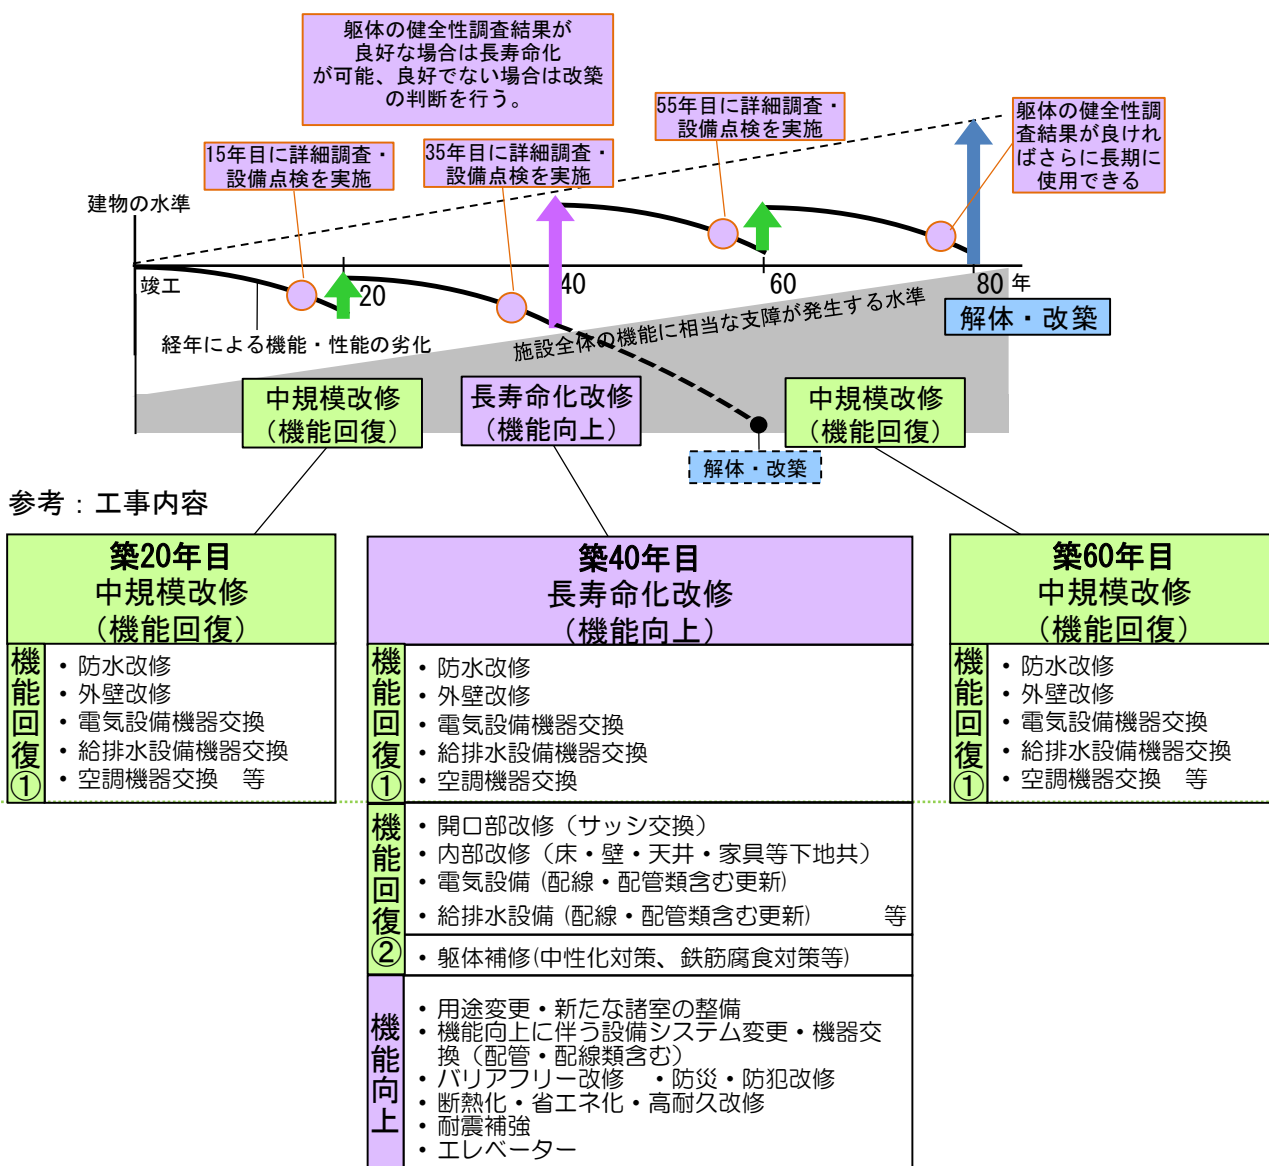 躯体の健全性調査結果が
良好な場合は長寿命化
が可能、良好でない場合は改築
の判断を行う。
55年目に詳細調査・
設備点検を実施
躯体の健全性調
査結果が良けれ
ばさらに長期に
使用できる
15年目に詳細調査・
設備点検を実施
35年目に詳細調査・
設備点検を実施
建物の水準
竣工
20
40
60
80 年
経年による機能・性能の劣化
施設全体の機能に相当な支障が発生する水準
解体・改築
中規模改修
（機能回復）
長寿命化改修
（機能向上）
中規模改修
（機能回復）
解体・改築
参考：工事内容
築20年目
中規模改修
（機能回復）
機能回復①
・防水改修
・外壁改修
・電気設備機器交換
・給排水設備機器交換
・空調機器交換　等
築40年目
長寿命化改修
（機能向上）
機能回復①
・防水改修
・外壁改修
・電気設備機器交換
・給排水設備機器交換
・空調機器交換
機能回復②
・開口部改修（サッシ交換）
・内部改修（床・壁・天井・家具等下地共）
・電気設備（配線・配管類含む更新）
・給排水設備（配線・配管類含む更新）　　等
・躯体補修(中性化対策、鉄筋腐食対策等)
機能向上
・用途変更・新たな諸室の整備
・機能向上に伴う設備システム変更・機器交
換（配管・配線類含む）
・バリアフリー改修　・防災・防犯改修
・断熱化・省エネ化・高耐久改修
・耐震補強
・エレベーター
築60年目
中規模改修
（機能回復）
機能回復①
・防水改修
・外壁改修
・電気設備機器交換
・給排水設備機器交換
・空調機器交換　等